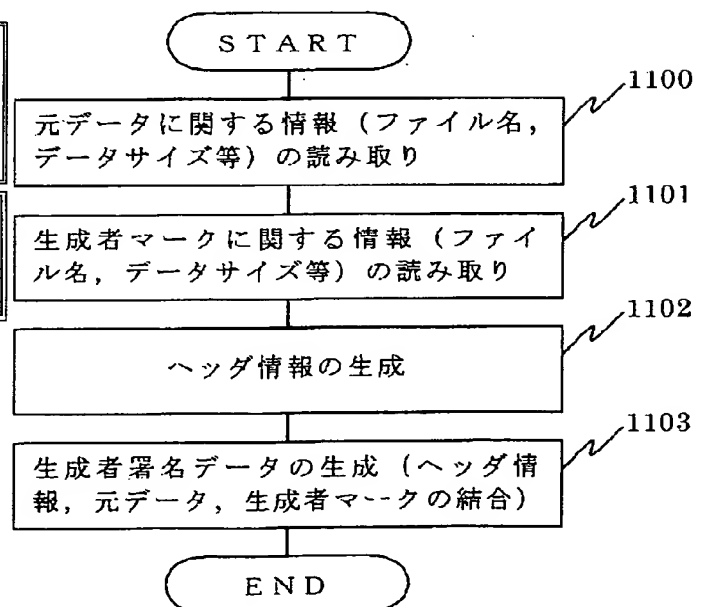 START
1100
元データに関する情報（ファイル名，
データサイズ等）の読み取り
1101
生成者マークに関する情報（ファイ
ル名，データサイズ等）の読み取り
1102
ヘッダ情報の生成
1103
生成者署名データの生成（ヘッダ情
報，元データ，生成者マークの結合）
END